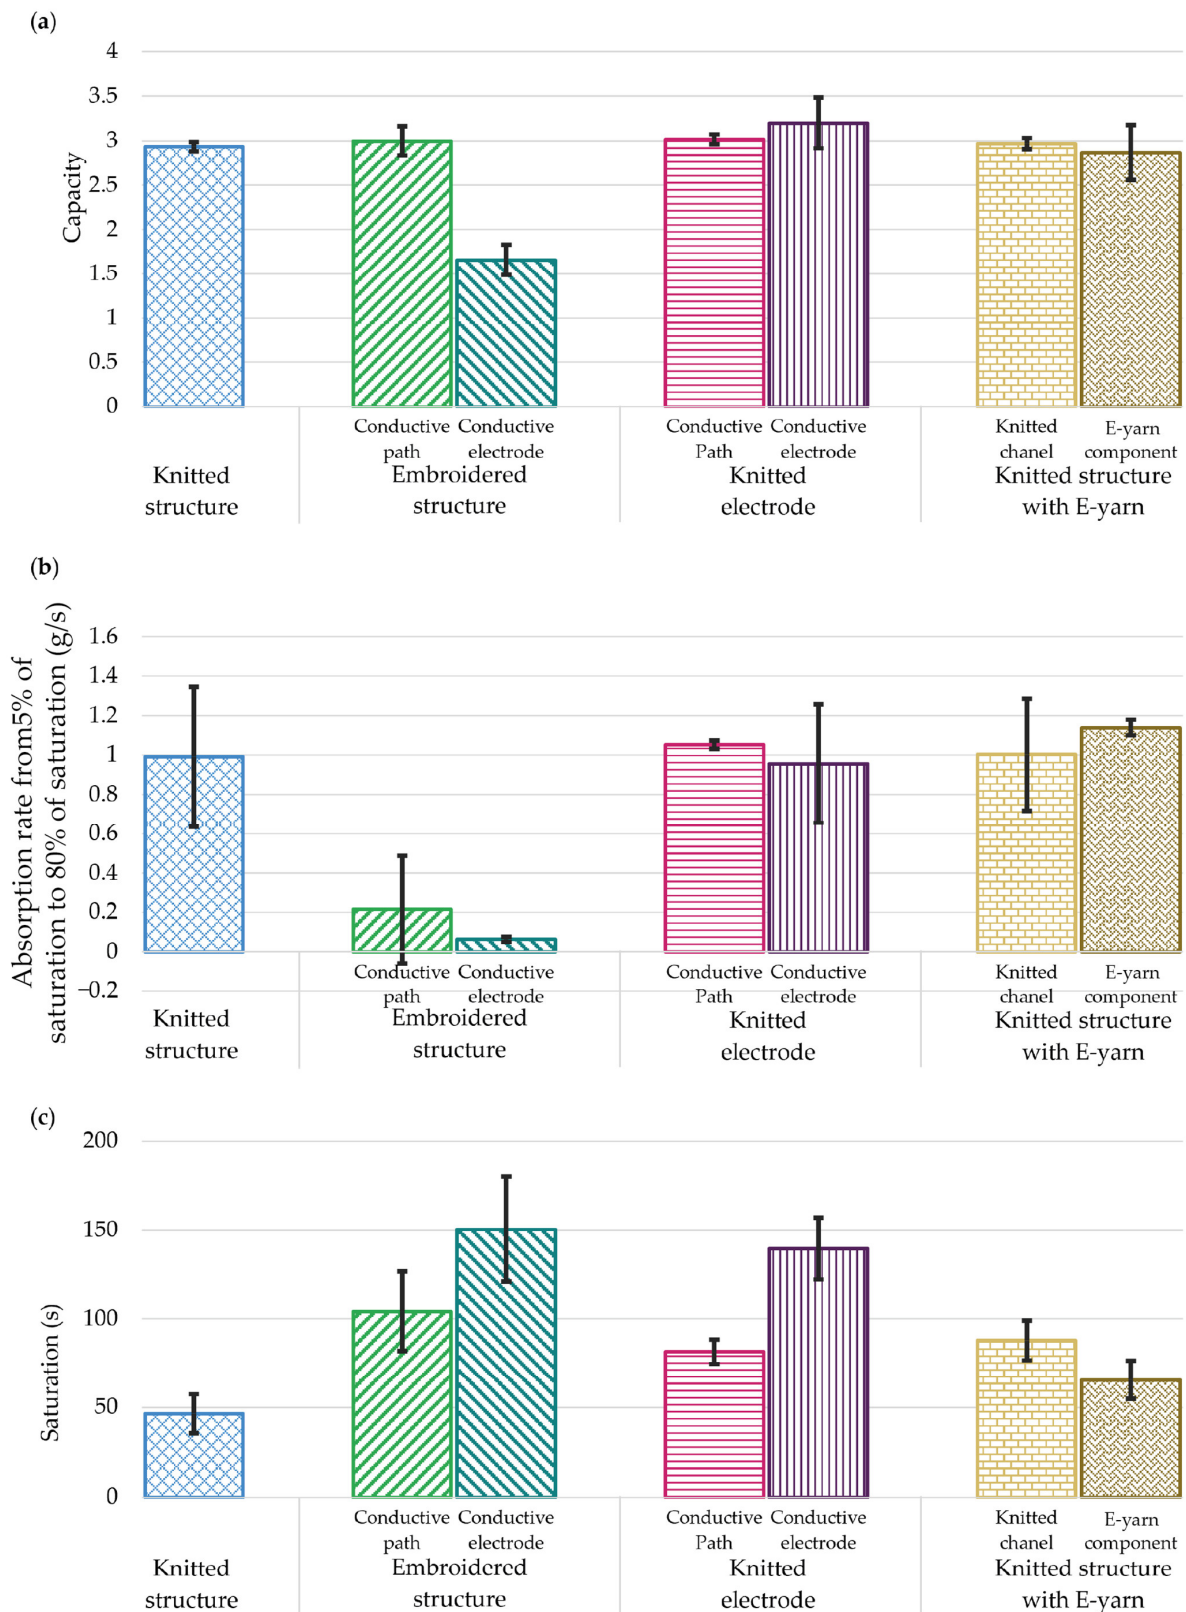 (a)
4
3.5
3
2.5
2
1.5
1
0.5
0
Capacity
Conductive path
Conductive electrode
Conductive Path
Conductive electrode
Knitted chanel
E-yarn component
Knitted structure
Embroidered structure
Knitted electrode
Knitted structure with E-yarn
(b)
Absorption rate from5% of
saturation to 80% of saturation (g/s)
1.6
1.4
1.2
1
0.8
0.6
0.4
0.2
0
−0.2
Conductive path
Conductive electrode
Conductive Path
Conductive electrode
Knitted chanel
E-yarn component
Knitted structure
Embroidered structure
Knitted electrode
Knitted structure with E-yarn
(c)
200
150
100
50
0
Saturation (s)
Conductive path
Conductive electrode
Conductive Path
Conductive electrode
Knitted chanel
E-yarn component
Knitted structure
Embroidered structure
Knitted electrode
Knitted structure with E-yarn